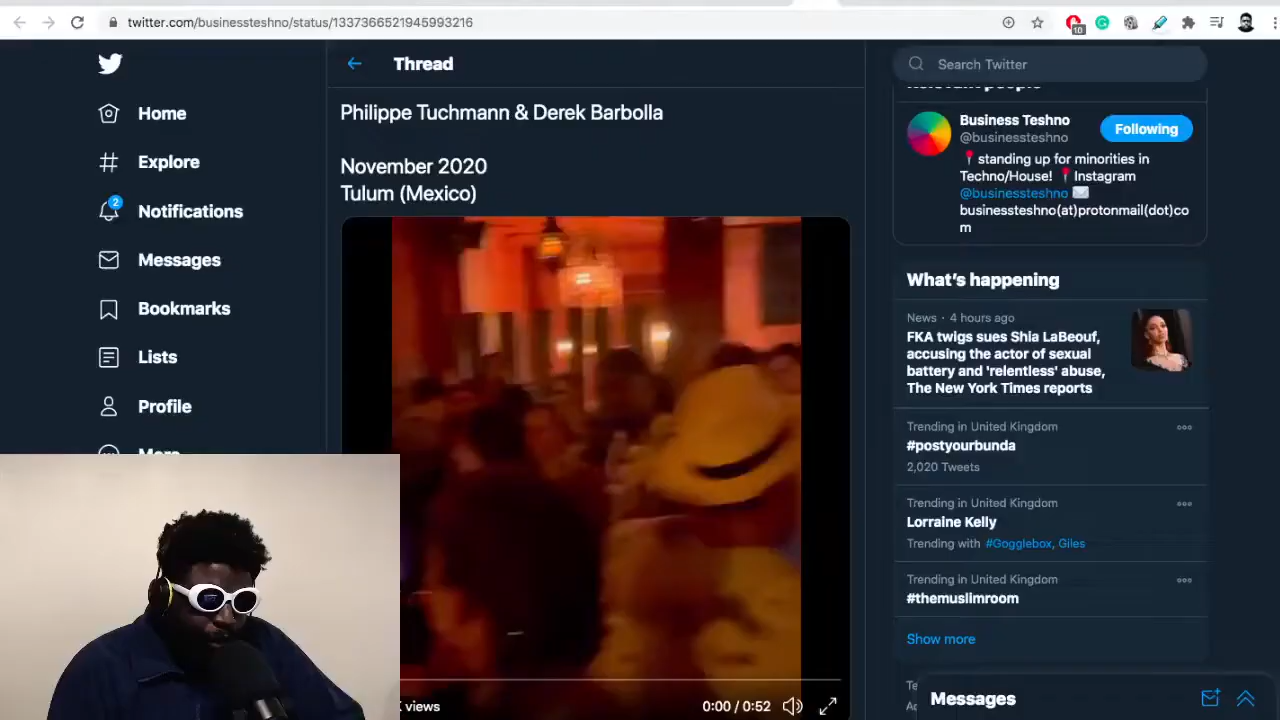 twitter.com/businessteshno/status/1337366521945993216
10
Home
Explore
2
Notifications
Messages
Bookmarks
Lists
Profile
More
Thread
Philippe Tuchmann & Derek Barbolla
November 2020
Tulum (Mexico)
views
0:00 / 0:52
Search Twitter
Relevant people
Business Teshno
@businessteshno
Following
📍standing up for minorities in
Techno/House! 📍Instagram
@businessteshno ✉️
businessteshno(at)protonmail(dot)co
m
What's happening
News · 4 hours ago
FKA twigs sues Shia LaBeouf,
accusing the actor of sexual
battery and 'relentless' abuse,
The New York Times reports
Trending in United Kingdom
#postyourbunda
2,020 Tweets
Trending in United Kingdom
Lorraine Kelly
Trending with #Gogglebox, Giles
Trending in United Kingdom
#themuslimroom
Show more
Messages